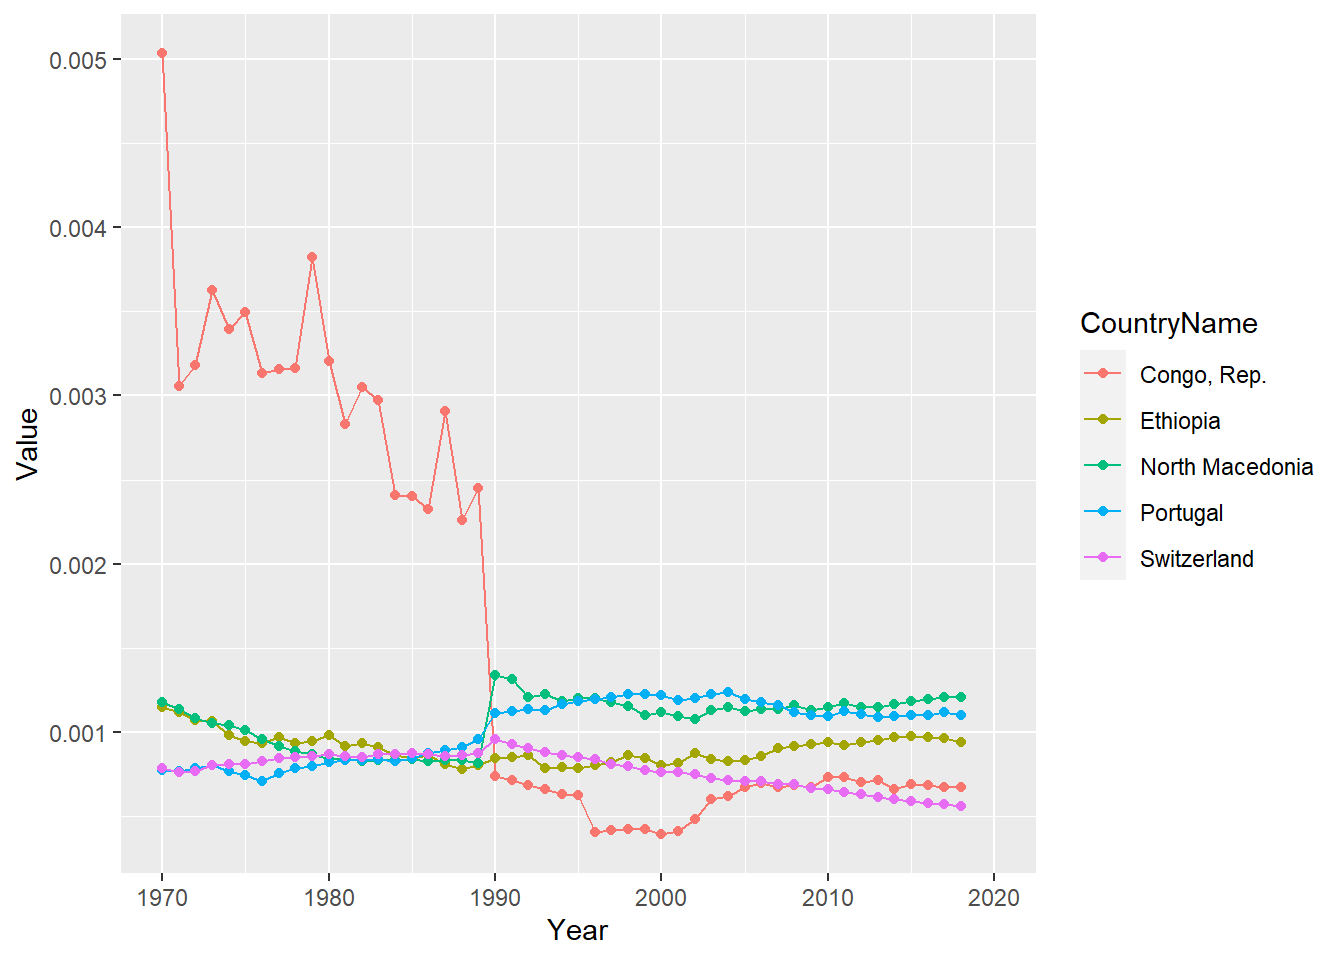 0.005
0.004
0.003
0.002
0.001
Value
1970 1980 1990 2000 2010 2020
Year
CountryName
Congo, Rep.
Ethiopia
North Macedonia
Portugal
Switzerland